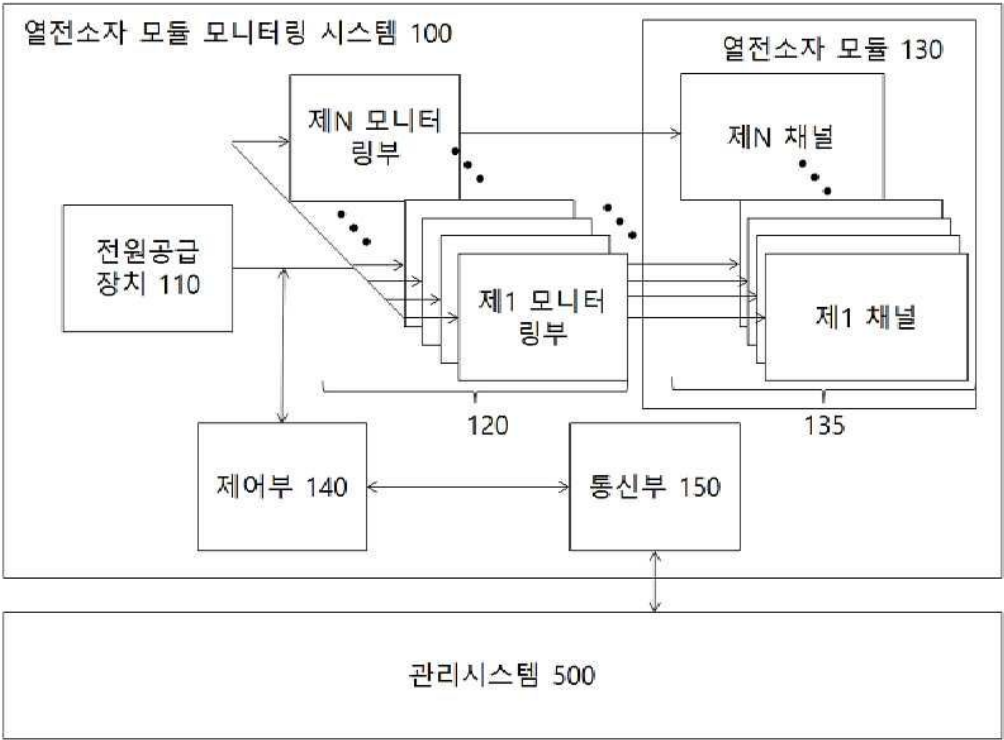 열전소자 모듈 모니터링 시스템 100
열전소자 모듈 130
제N 모니터
링부
제N 채널
전원공급
장치 110
제1 모니터
링부
제1 채널
120
135
제어부 140
통신부 150
관리시스템 500